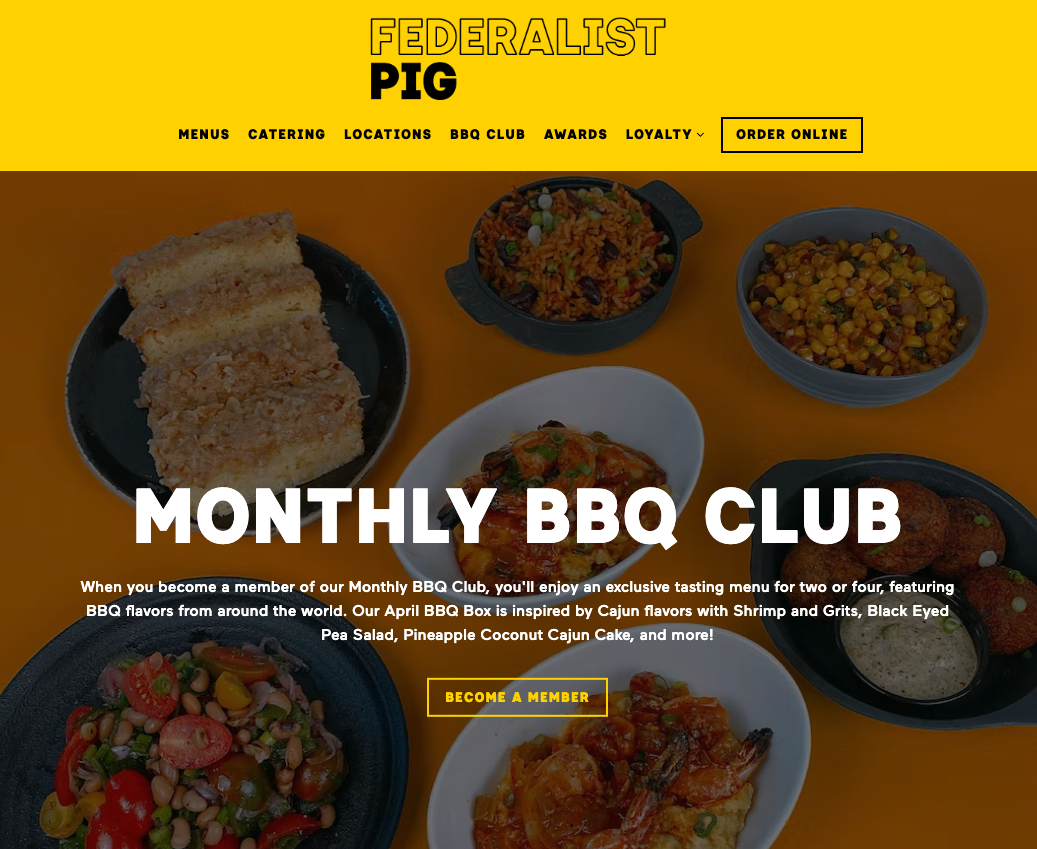 FEDERALIST
PIG
MENUS CATERING LOCATIONS BBQ CLUB AWARDS LOYALTY ORDER ONLINE
MONTHLY BBQ CLUB
When you become a member of our Monthly BBQ Club, you'll enjoy an exclusive tasting menu for two or four, featuring
BBQ flavors from around the world. Our April BBQ Box is inspired by Cajun flavors with Shrimp and Grits, Black Eyed
Pea Salad, Pineapple Coconut Cajun Cake, and more!
BECOME A MEMBER